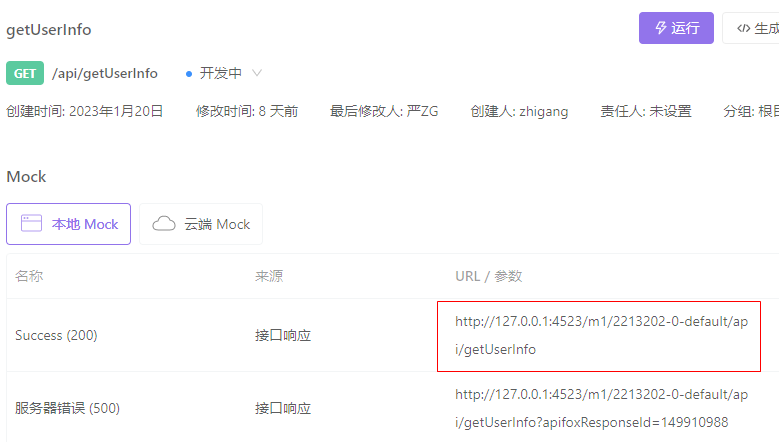 getUserInfo
运行
生成
GET /api/getUserInfo 开发中
创建时间: 2023年1月20日 修改时间: 8 天前 最后修改人: 严ZG 创建人: zhigang 责任人: 未设置 分组: 根
Mock
本地 Mock 云端 Mock
名称 来源 URL / 参数
Success (200) 接口响应 http://127.0.0.1:4523/m1/2213202-0-default/ap
i/getUserInfo
服务器错误 (500) 接口响应 http://127.0.0.1:4523/m1/2213202-0-default/ap
i/getUserInfo?apifoxResponseId=149910988